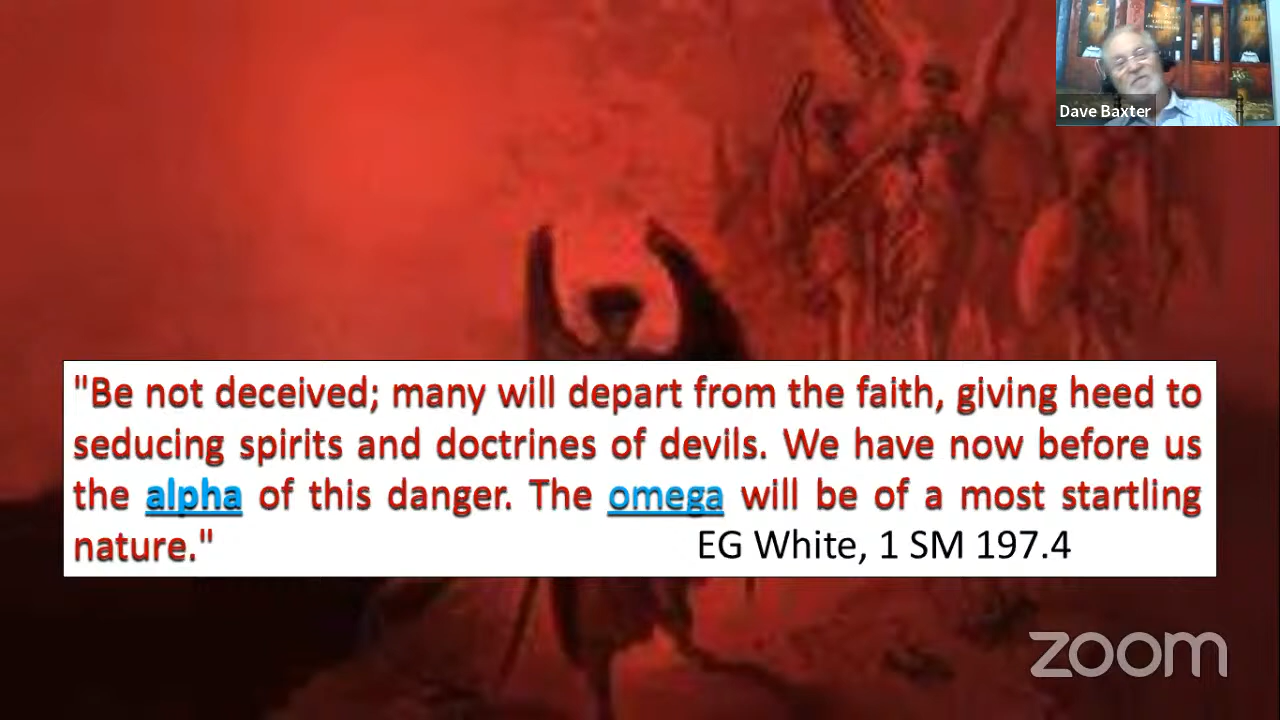 Dave Baxter
"Be not deceived; many will depart from the faith, giving heed to
seducing spirits and doctrines of devils. We have now before us
the alpha of this danger. The omega will be of a most startling
nature." EG White, 1 SM 197.4
zoom